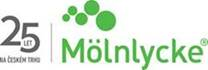 25
LET
NA ČESKÉM TRHU
Mölnlycke®